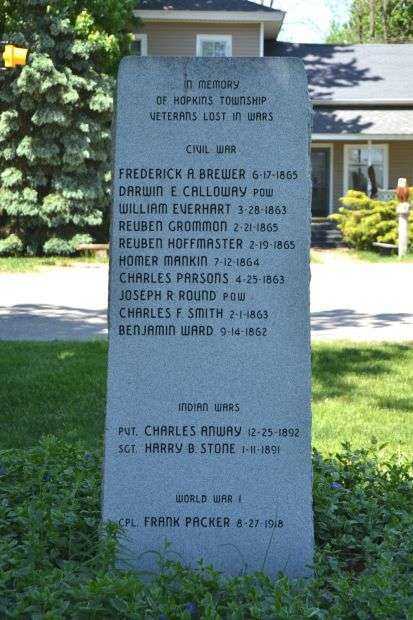 IN MEMORY
OF HOPKINS TOWNSHIP
VETERANS LOST IN WARS
CIVIL WAR
FREDERICK A BREWER 6-17-1865
DARWIN E. CALLOWAY POW
WILLIAM EVERHART 3-28-1863
REUBEN GROMMON 2-21-1865
REUBEN HOFFMASTER 2-19-1865
HOMER MANKIN 7-12-1864
CHARLES PARSONS 4-25-1863
JOSEPH R. ROUND POW
CHARLES F. SMITH 2-1-1863
BENJAMIN WARD 9-14-1862
INDIAN WARS
PVT. CHARLES ANWAY 12-25-1892
SGT. HARRY B. STONE 1-11-1891
WORLD WAR I
CPL. FRANK PACKER 8-27-1918